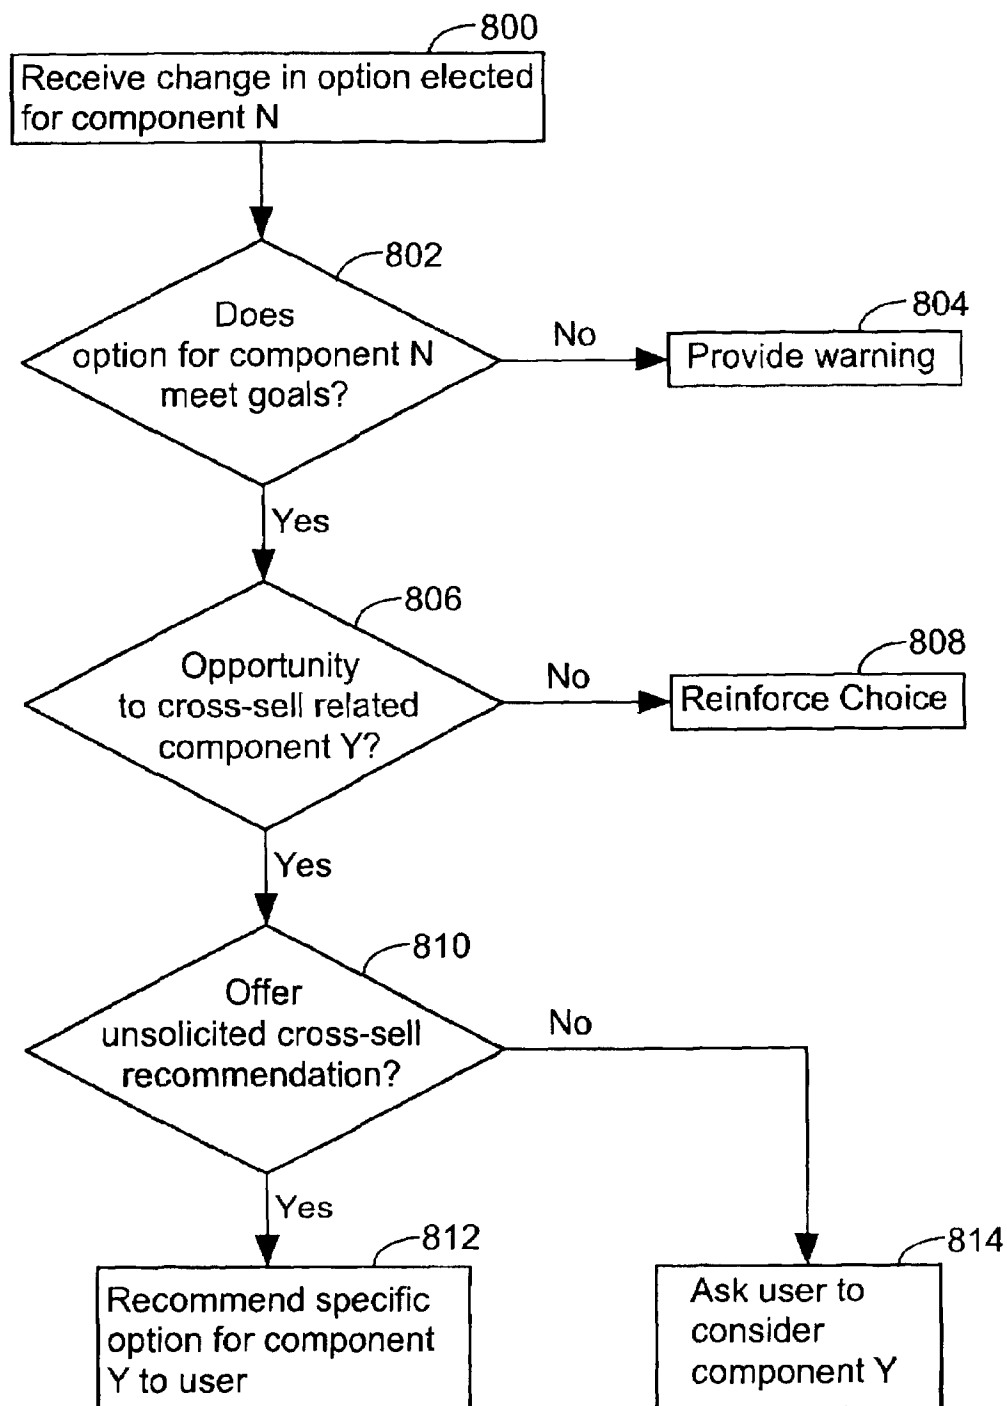 800
Receive change in option elected
for component N
802
Does
option for component N
meet goals?
No
804
Provide warning
Yes
806
Opportunity
to cross-sell related
component Y?
No
808
Reinforce Choice
Yes
810
Offer
unsolicited cross-sell
recommendation?
No
Yes
812
Recommend specific
option for component
Y to user
814
Ask user to
consider
component Y